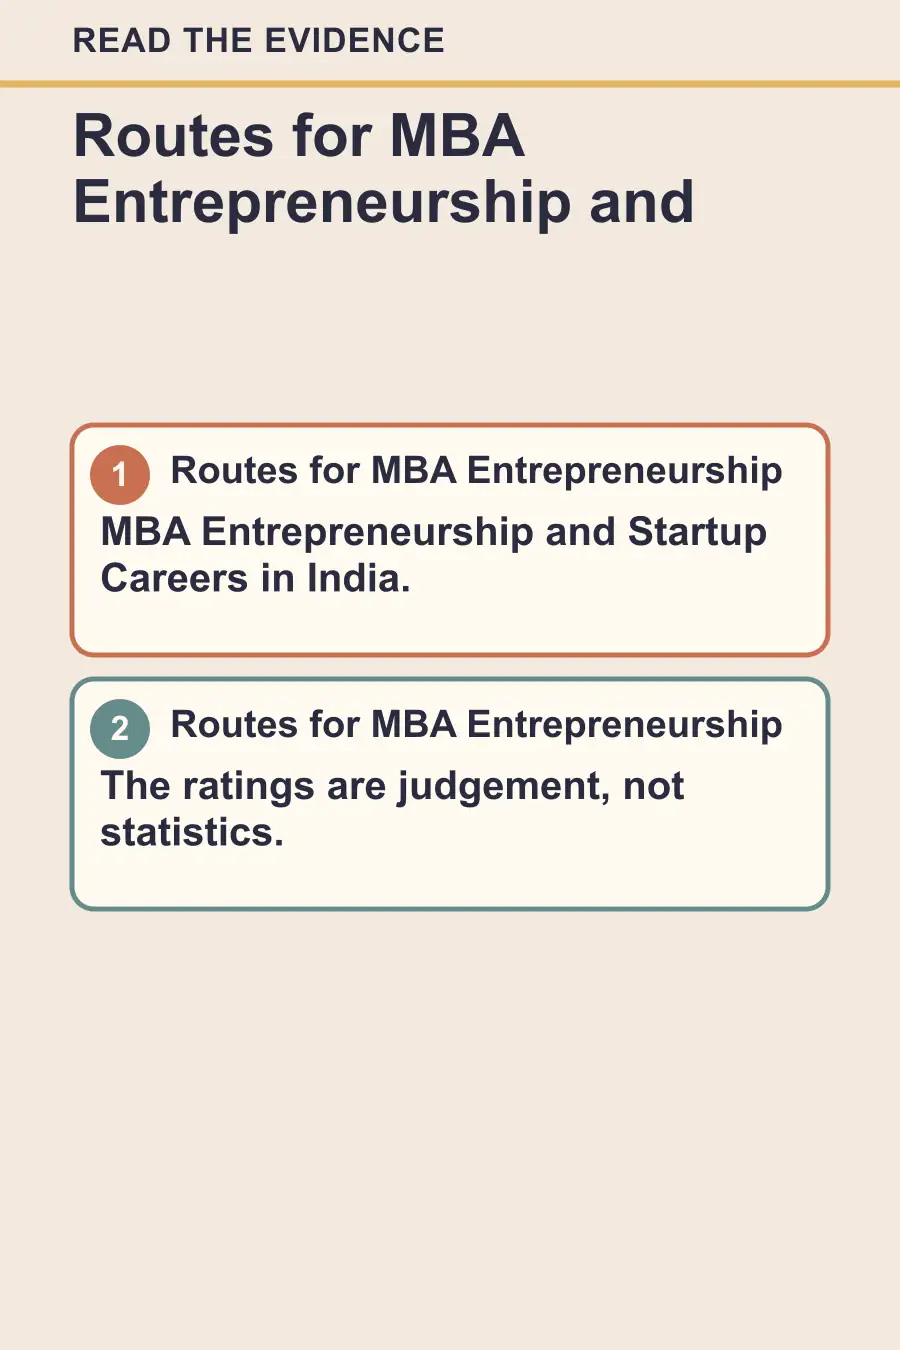 READ THE EVIDENCE
Routes for MBA
Entrepreneurship and
1 Routes for MBA Entrepreneurship
MBA Entrepreneurship and Startup
Careers in India.
2 Routes for MBA Entrepreneurship
The ratings are judgement, not
statistics.